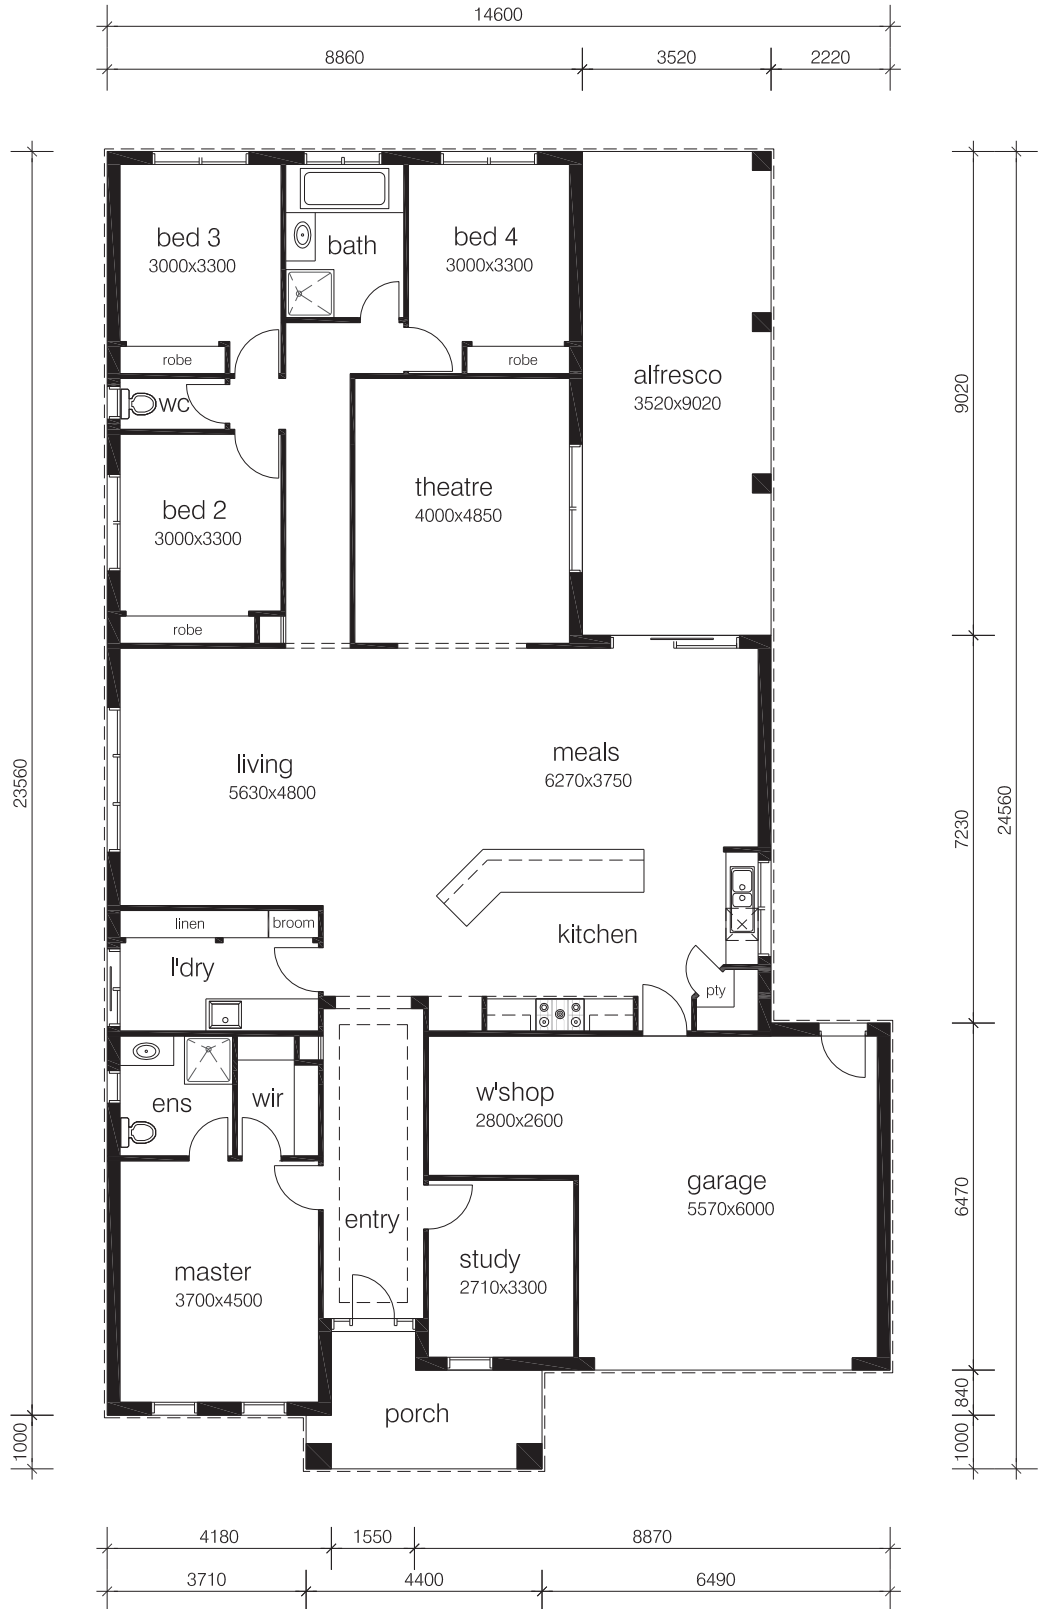 14600
8860
3520
2220
bed 3
3000x3300
bath
bed 4
3000x3300
robe
robe
wc
alfresco
3520x9020
9020
theatre
4000x4850
bed 2
3000x3300
robe
living
5630x4800
meals
6270x3750
23560
7230
24560
linen
broom
kitchen
l'dry
pty
ens
wir
w'shop
2800x2600
garage
5570x6000
6470
entry
study
2710x3300
master
3700x4500
porch
840
1000
1000
4180
1550
8870
3710
4400
6490